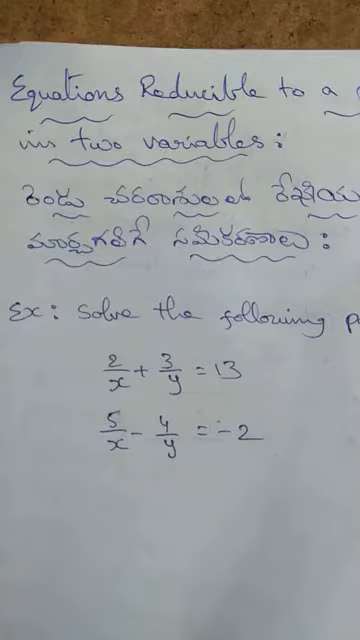 Equations Reducible to a
in two variables:
రెండు చరరాశులలో రేఖీయ
మార్చగలిగే సమీకరణాలు:
Ex: Solve the following
2/x + 3/y = 13
5/x - 4/y = -2